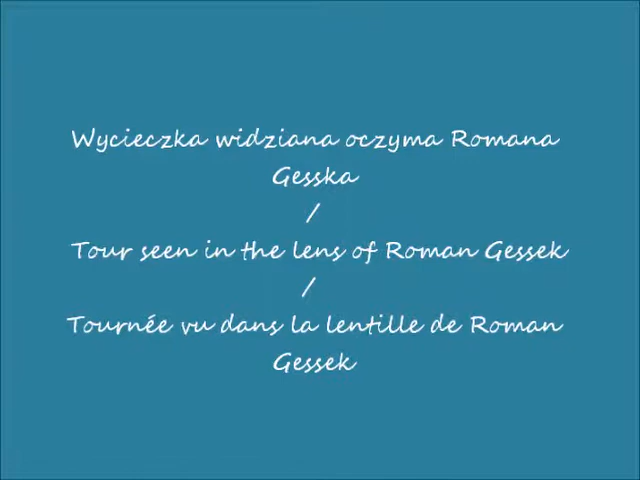 Wycieczka widziana oczyma Romana
Gesska
/
Tour seen in the lens of Roman Gessek
/
Tournée vu dans la lentille de Roman
Gessek